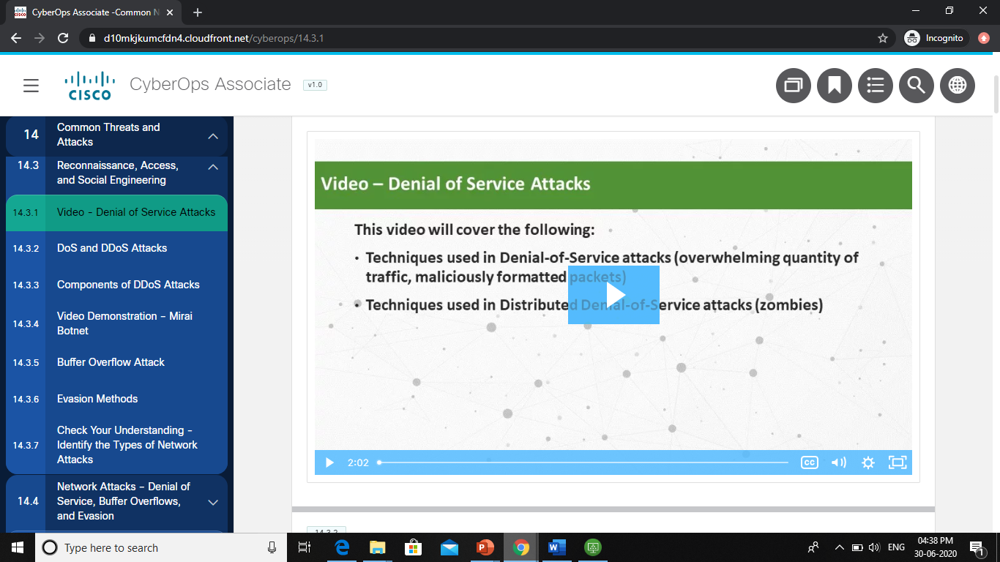 CyberOps Associate -Common N
d10mkjkumcfdn4.cloudfront.net/cyberops/14.3.1
Incognito
CISCO
CyberOps Associate
v1.0
14
Common Threats and
Attacks
14.3
Reconnaissance, Access,
and Social Engineering
14.3.1
Video - Denial of Service Attacks
14.3.2
DoS and DDoS Attacks
14.3.3
Components of DDoS Attacks
14.3.4
Video Demonstration – Mirai
Botnet
14.3.5
Buffer Overflow Attack
14.3.6
Evasion Methods
14.3.7
Check Your Understanding -
Identify the Types of Network
Attacks
14.4
Network Attacks – Denial of
Service, Buffer Overflows,
and Evasion
Video – Denial of Service Attacks
This video will cover the following:
• Techniques used in Denial-of-Service attacks (overwhelming quantity of
traffic, maliciously formatted packets)
• Techniques used in Distributed Denial-of-Service attacks (zombies)
2:02
CC
14.3.2
Type here to search
ENG
04:38 PM
30-06-2020
1